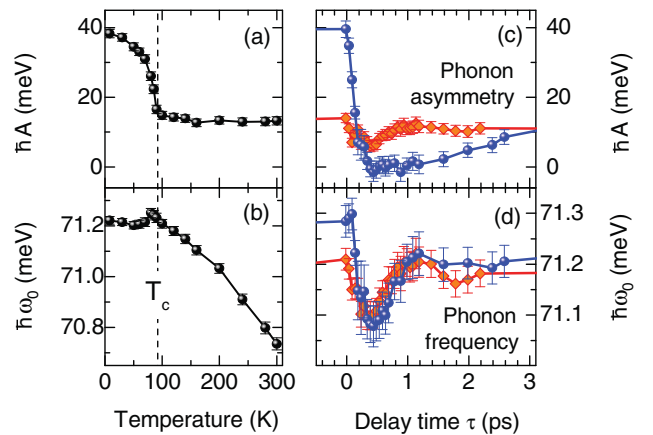 (a)
ħA (meV)
40
20
0
(b)
ħω₀ (meV)
71.2
71.0
70.8
T_c
0
100
200
300
Temperature (K)
(c)
Phonon
asymmetry
40
20
0
ħA (meV)
(d)
Phonon
frequency
71.3
71.2
71.1
ħω₀ (meV)
0
1
2
3
Delay time τ (ps)